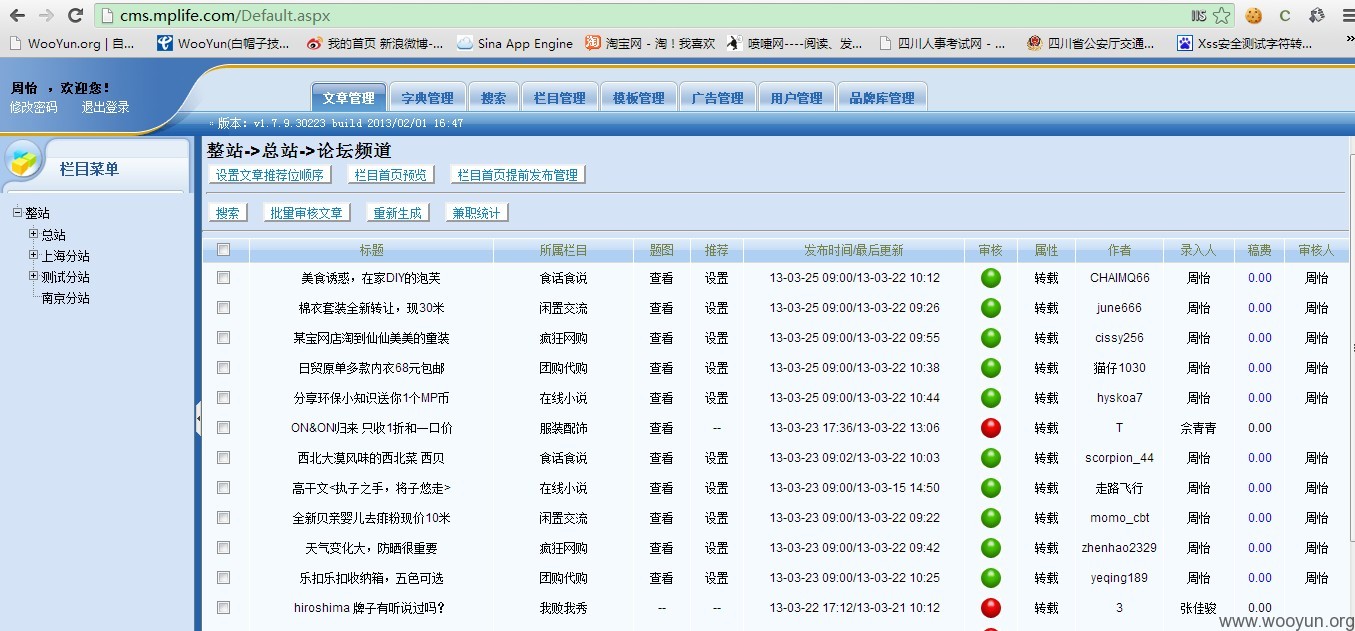 cms.mplife.com/Default.aspx
WooYun.org | 自... WooYun(白帽子技... 我的首页 新浪微博-... Sina App Engine 淘宝网 - 淘！我喜欢 喷嚏网----阅读、发... 四川人事考试网 - ... 四川省公安厅交通... Xss安全测试字符转... »
周怡 ，欢迎您!
修改密码 退出登录
文章管理 字典管理 搜索 栏目管理 模板管理 广告管理 用户管理 品牌库管理
版本: v1.7.9.30223 build 2013/02/01 16:47
栏目菜单
整站
总站
上海分站
测试分站
南京分站
整站->总站->论坛频道
设置文章推荐位顺序 栏目首页预览 栏目首页提前发布管理
搜索 批量审核文章 重新生成 兼职统计
标题 所属栏目 题图 推荐 发布时间/最后更新 审核 属性 作者 录入人 稿费 审核人
美食诱惑，在家DIY的泡芙 食话食说 查看 设置 13-03-25 09:00/13-03-22 10:12 转载 CHAIMQ66 周怡 0.00 周怡
棉衣套装全新转让，现30米 闲置交流 查看 设置 13-03-25 09:00/13-03-22 09:26 转载 june666 周怡 0.00 周怡
某宝网店淘到仙仙美美的童装 疯狂网购 查看 设置 13-03-25 09:00/13-03-22 09:55 转载 cissy256 周怡 0.00 周怡
日贸原单多款内衣68元包邮 团购代购 查看 设置 13-03-25 09:00/13-03-22 10:38 转载 猫仔1030 周怡 0.00 周怡
分享环保小知识送你1个MP币 在线小说 查看 设置 13-03-25 09:00/13-03-22 10:44 转载 hyskoa7 周怡 0.00 周怡
ON&ON归来 只收1折和一口价 服装配饰 查看 -- 13-03-23 17:36/13-03-22 13:06 转载 T 佘青青 0.00
西北大漠风味的西北菜 西贝 食话食说 查看 设置 13-03-23 09:02/13-03-22 10:03 转载 scorpion_44 周怡 0.00 周怡
高干文<执子之手，将子悠走> 在线小说 查看 设置 13-03-23 09:00/13-03-15 14:50 转载 走路飞行 周怡 0.00 周怡
全新贝亲婴儿去痱粉现价10米 闲置交流 查看 设置 13-03-23 09:00/13-03-22 09:22 转载 momo_cbt 周怡 0.00 周怡
天气变化大，防晒很重要 疯狂网购 查看 设置 13-03-23 09:00/13-03-22 09:42 转载 zhenhao2329 周怡 0.00 周怡
乐扣乐扣收纳箱，五色可选 团购代购 查看 设置 13-03-23 09:00/13-03-22 10:25 转载 yeqing189 周怡 0.00 周怡
hiroshima 牌子有听说过吗? 我败我秀 -- -- 13-03-22 17:12/13-03-21 10:12 转载 3 张佳骏 0.00
www.wooyun.org